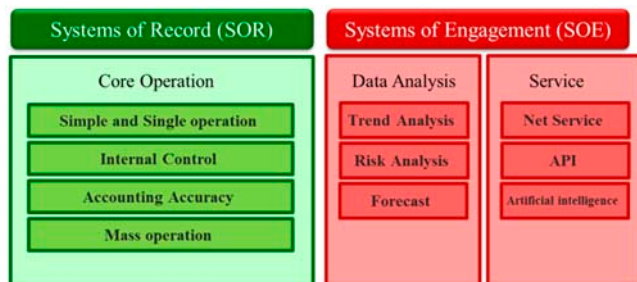 Systems of Record (SOR)
Core Operation
Simple and Single operation
Internal Control
Accounting Accuracy
Mass operation
Systems of Engagement (SOE)
Data Analysis
Trend Analysis
Risk Analysis
Forecast
Service
Net Service
API
Artificial intelligence